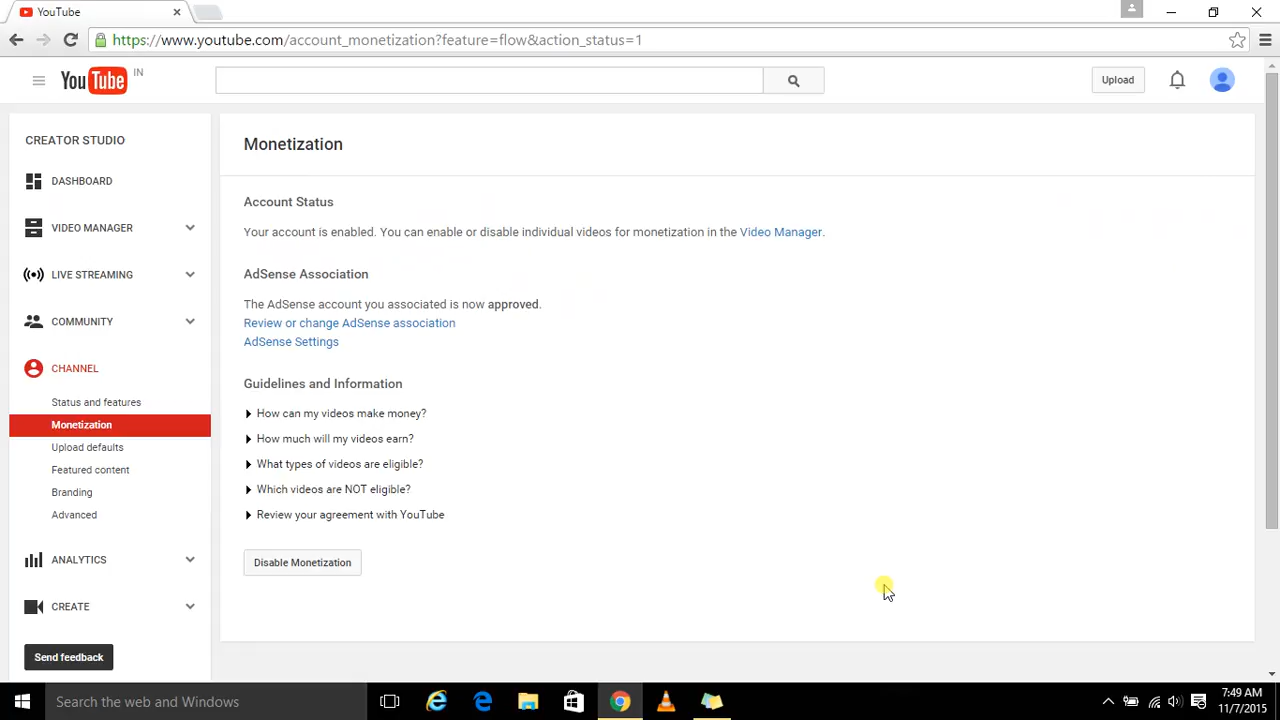 YouTube
https://www.youtube.com/account_monetization?feature=flow&action_status=1
YouTube IN
Upload
CREATOR STUDIO
DASHBOARD
VIDEO MANAGER
LIVE STREAMING
COMMUNITY
CHANNEL
Status and features
Monetization
Upload defaults
Featured content
Branding
Advanced
ANALYTICS
CREATE
Send feedback
Monetization
Account Status
Your account is enabled. You can enable or disable individual videos for monetization in the Video Manager.
AdSense Association
The AdSense account you associated is now approved.
Review or change AdSense association
AdSense Settings
Guidelines and Information
How can my videos make money?
How much will my videos earn?
What types of videos are eligible?
Which videos are NOT eligible?
Review your agreement with YouTube
Disable Monetization
Search the web and Windows
7:49 AM
11/7/2015